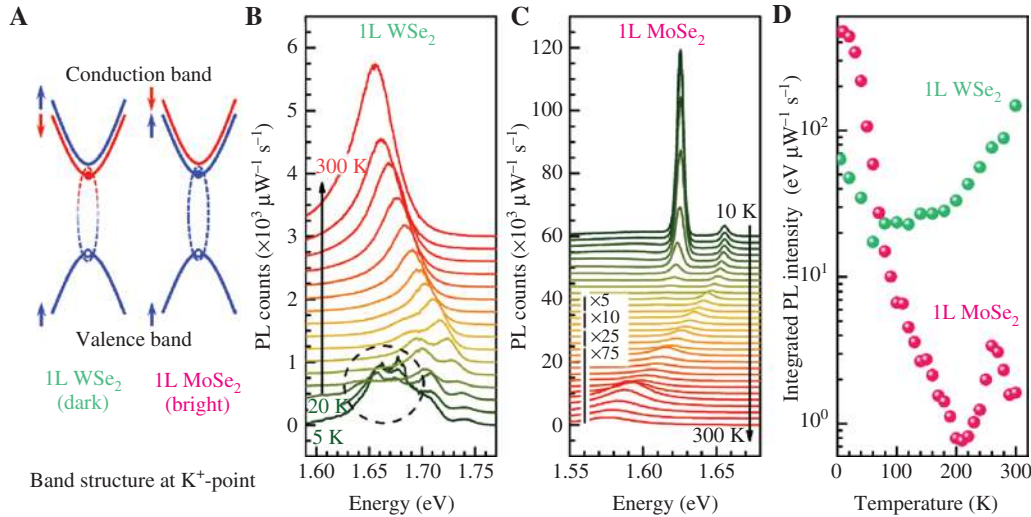 A
Conduction band
Valence band
1L WSe₂
(dark)
1L MoSe₂
(bright)
Band structure at K⁺-point
B
1L WSe₂
6
5
4
3
2
1
0
PL counts (×10³ μW⁻¹ s⁻¹)
300 K
20 K
5 K
1.60
1.65
1.70
1.75
Energy (eV)
C
1L MoSe₂
120
100
80
60
40
20
0
PL counts (×10³ μW⁻¹ s⁻¹)
10 K
×5
×10
×25
×75
300 K
1.55
1.60
1.65
Energy (eV)
D
1L WSe₂
1L MoSe₂
10²
10¹
10⁰
Integrated PL intensity (eV μW⁻¹ s⁻¹)
0
100
200
300
Temperature (K)